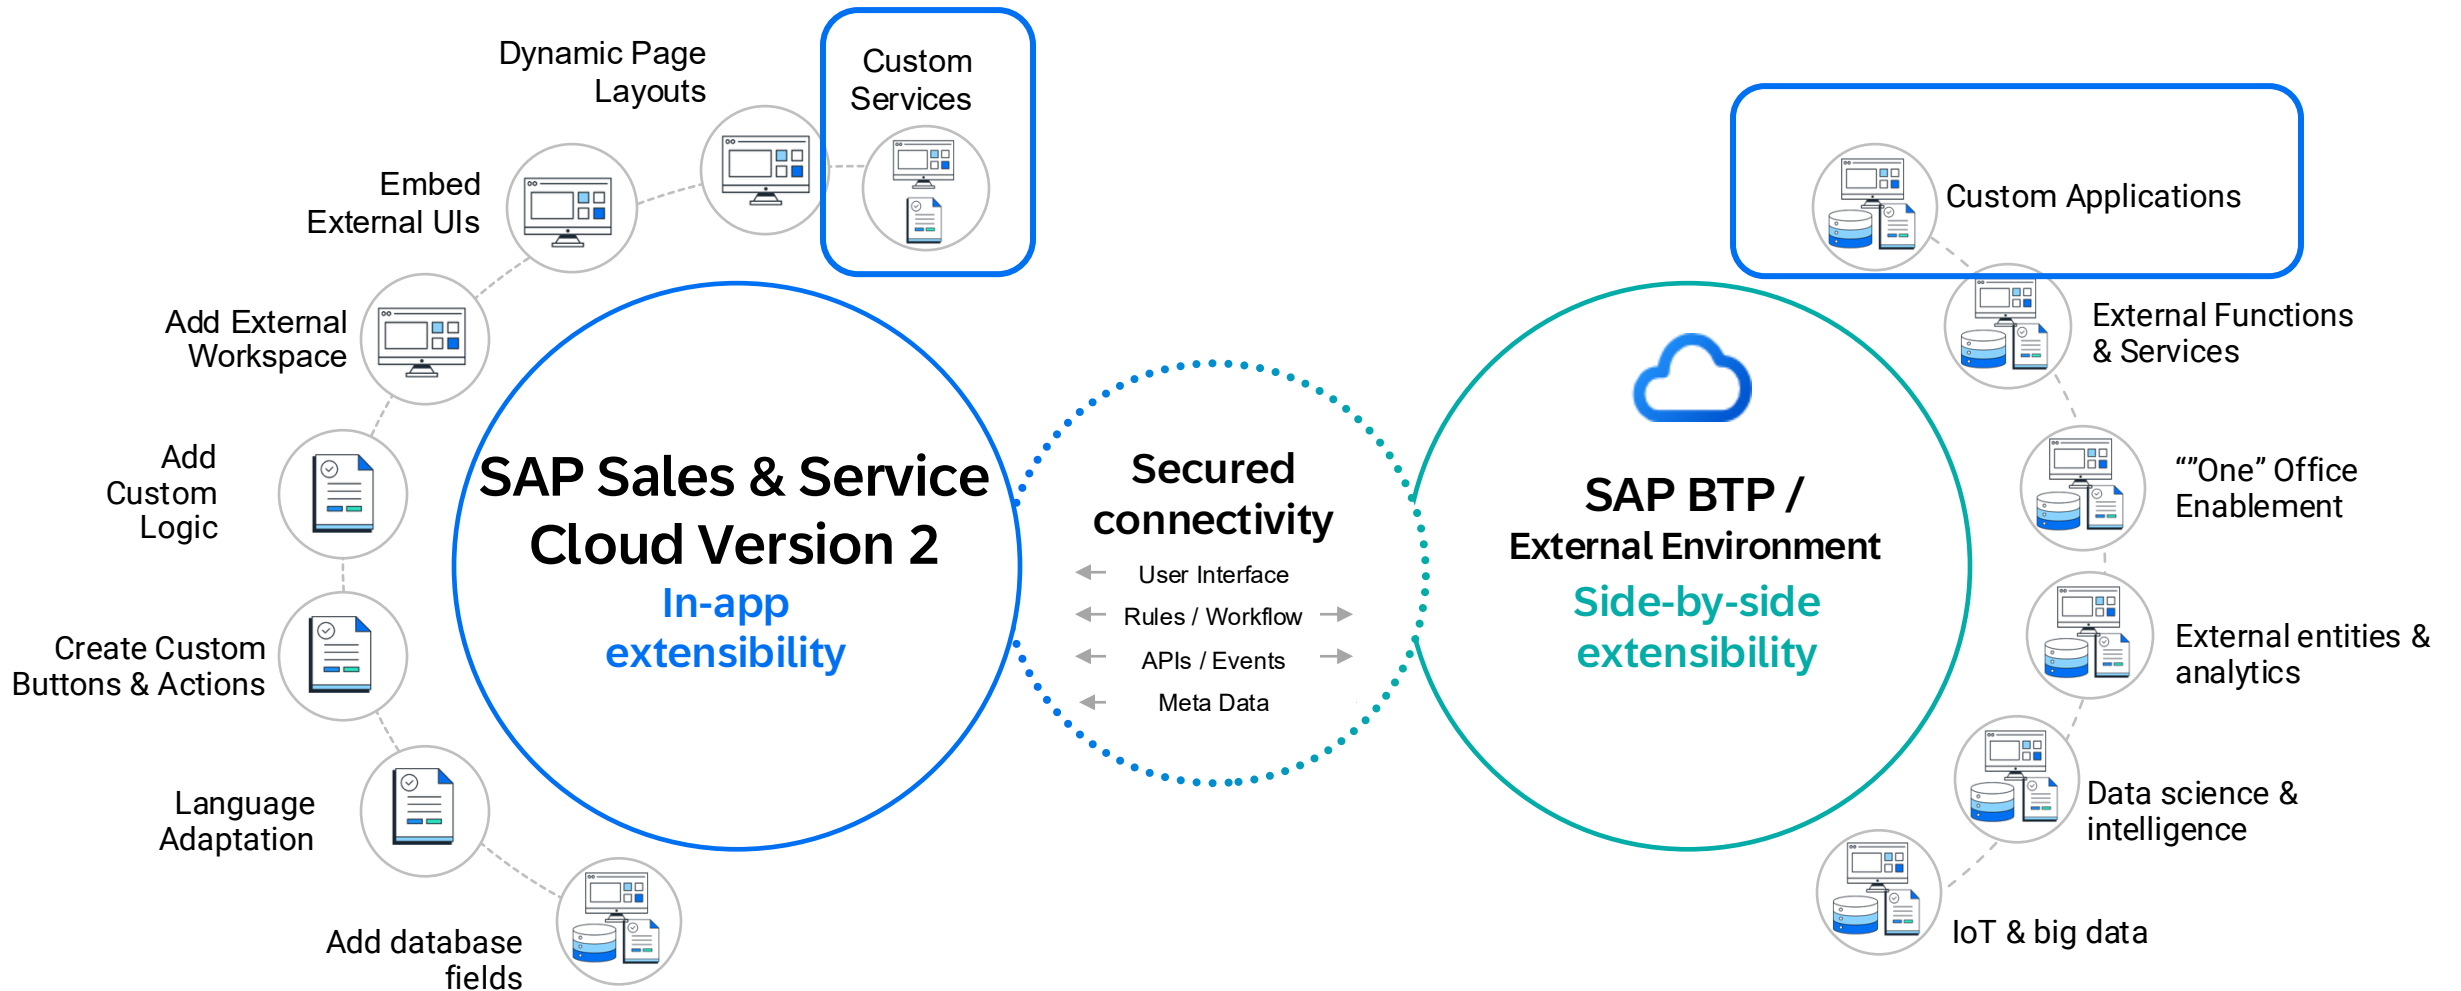 Dynamic Page
Layouts
Custom
Services
Embed
External UIs
Add External
Workspace
Add
Custom
Logic
Create Custom
Buttons & Actions
Language
Adaptation
Add database
fields
SAP Sales & Service
Cloud Version 2
In-app
extensibility
Secured
connectivity
User Interface
Rules / Workflow
APIs / Events
Meta Data
SAP BTP /
External Environment
Side-by-side
extensibility
Custom Applications
External Functions
& Services
“”One” Office
Enablement
External entities &
analytics
Data science &
intelligence
IoT & big data